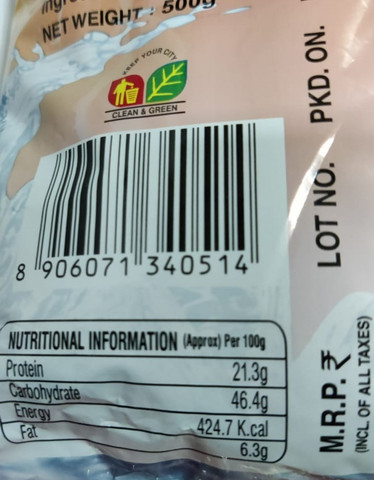 NET WEIGHT : 500g
KEEP YOUR CITY
CLEAN & GREEN
8 906071 340514
NUTRITIONAL INFORMATION (Approx) Per 100g
Protein 21.3g
Carbohydrate 46.4g
Energy 424.7 K.cal
Fat 6.3g
PKD. ON.
LOT NO.
M.R.P. ₹
(INCL. OF ALL TAXES)